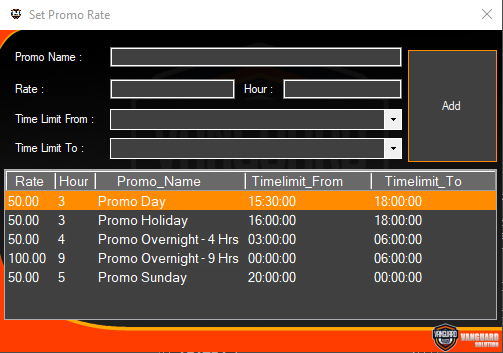 Set Promo Rate
Promo Name :
Rate : Hour :
Time Limit From :
Time Limit To :
Add
Rate Hour Promo_Name Timelimit_From Timelimit_To
50.00 3 Promo Day 15:30:00 18:00:00
50.00 3 Promo Holiday 16:00:00 18:00:00
50.00 4 Promo Overnight - 4 Hrs 03:00:00 06:00:00
100.00 9 Promo Overnight - 9 Hrs 00:00:00 06:00:00
50.00 5 Promo Sunday 20:00:00 00:00:00
VANGUARD
VANGUARD
SOLUTION